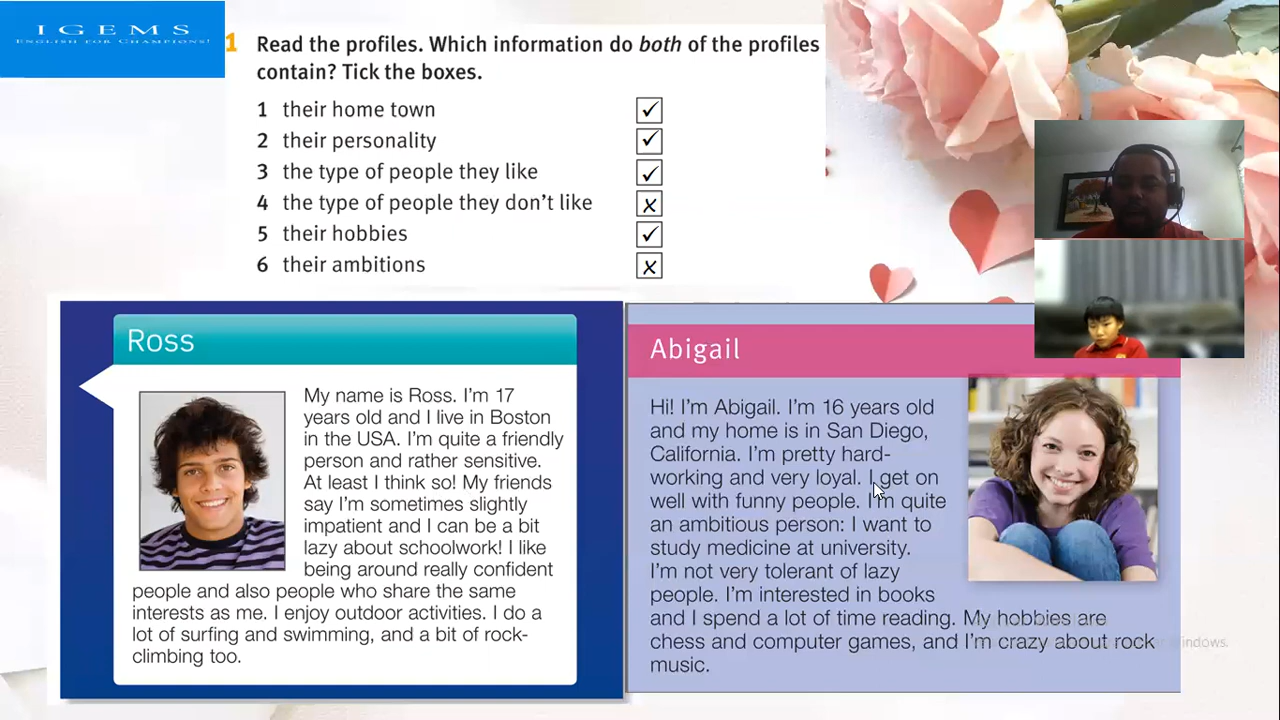 IGEMS
ENGLISH FOR CHAMPIONS!
1 Read the profiles. Which information do both of the profiles
contain? Tick the boxes.
1 their home town ✓
2 their personality ✓
3 the type of people they like ✓
4 the type of people they don't like ✗
5 their hobbies ✓
6 their ambitions ✗
Ross
My name is Ross. I'm 17
years old and I live in Boston
in the USA. I'm quite a friendly
person and rather sensitive.
At least I think so! My friends
say I'm sometimes slightly
impatient and I can be a bit
lazy about schoolwork! I like
being around really confident
people and also people who share the same
interests as me. I enjoy outdoor activities. I do a
lot of surfing and swimming, and a bit of rock-
climbing too.
Abigail
Hi! I'm Abigail. I'm 16 years old
and my home is in San Diego,
California. I'm pretty hard-
working and very loyal. I get on
well with funny people. I'm quite
an ambitious person: I want to
study medicine at university.
I'm not very tolerant of lazy
people. I'm interested in books
and I spend a lot of time reading. My hobbies are
chess and computer games, and I'm crazy about rock
music.
Windows.